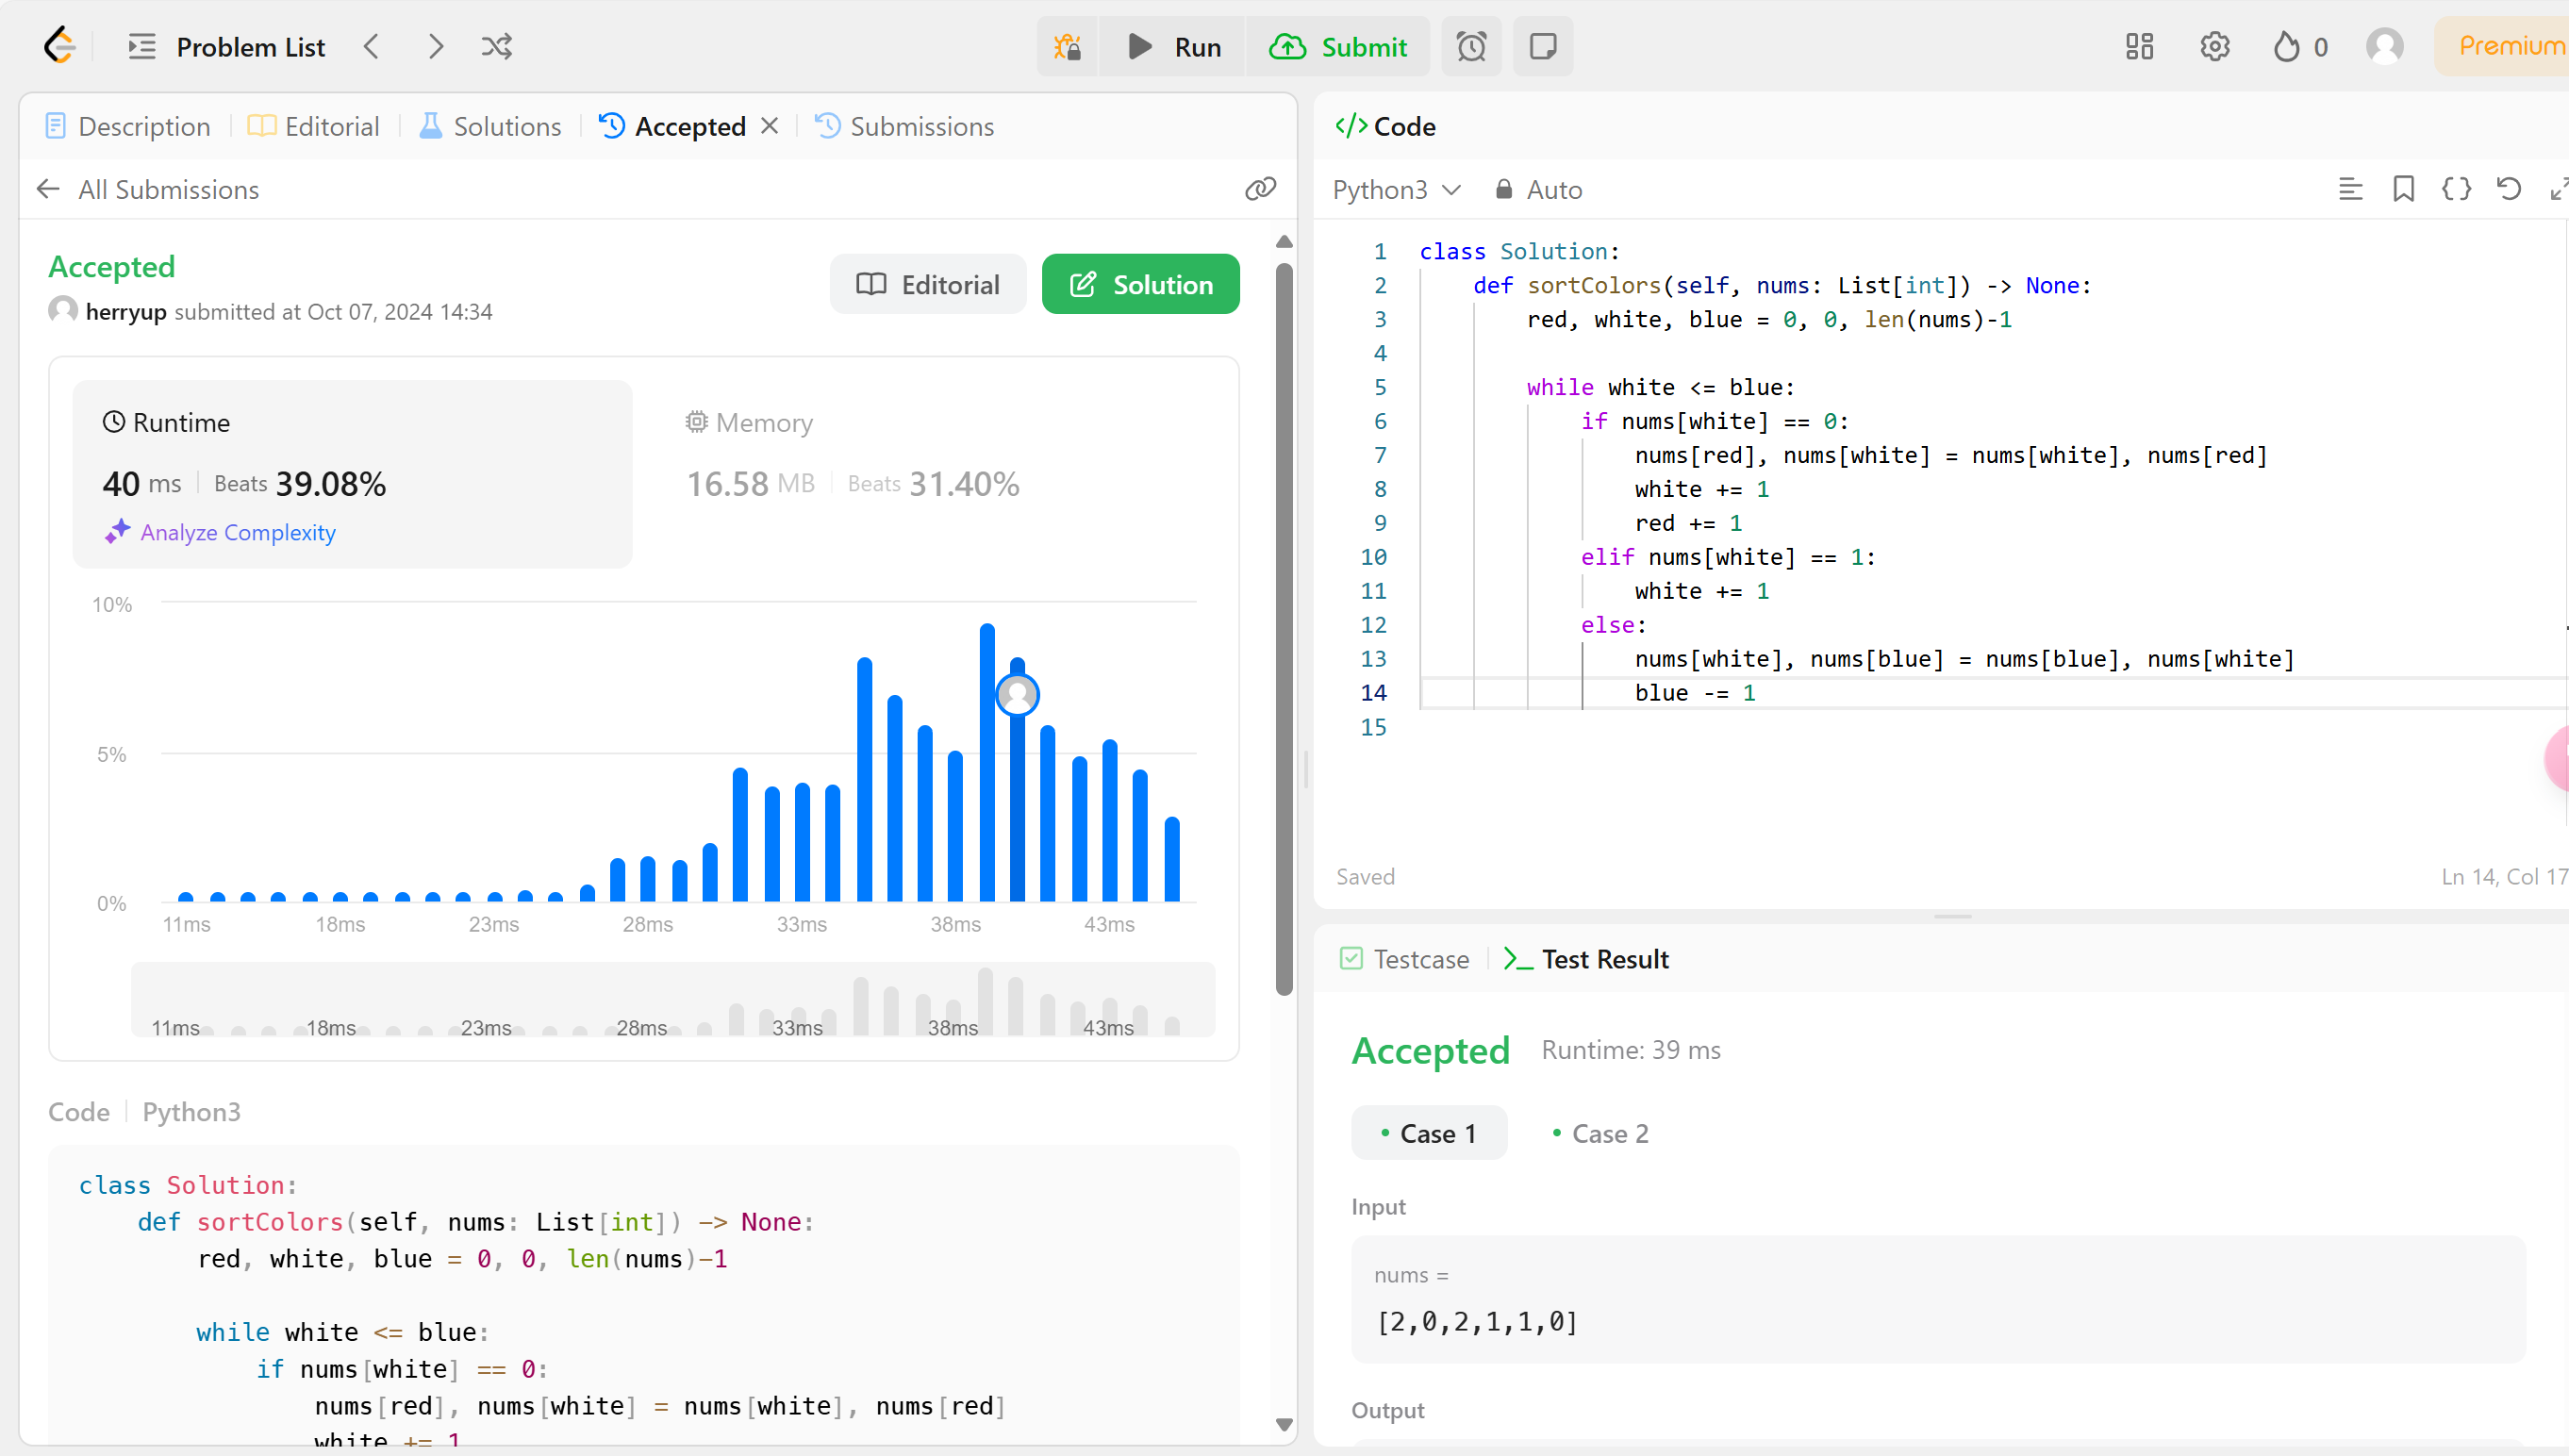 Problem List
Run
Submit
0
Premium
Description
Editorial
Solutions
Accepted
Submissions
All Submissions
Accepted
herryup submitted at Oct 07, 2024 14:34
Editorial
Solution
Runtime
40 ms Beats 39.08%
Analyze Complexity
Memory
16.58 MB Beats 31.40%
10%
5%
0%
11ms 18ms 23ms 28ms 33ms 38ms 43ms
11ms 18ms 23ms 28ms 33ms 38ms 43ms
Code Python3
class Solution:
    def sortColors(self, nums: List[int]) -> None:
        red, white, blue = 0, 0, len(nums)-1
        while white <= blue:
            if nums[white] == 0:
                nums[red], nums[white] = nums[white], nums[red]
                white += 1
</> Code
Python3 Auto
1 class Solution:
2     def sortColors(self, nums: List[int]) -> None:
3         red, white, blue = 0, 0, len(nums)-1
4
5         while white <= blue:
6             if nums[white] == 0:
7                 nums[red], nums[white] = nums[white], nums[red]
8                 white += 1
9                 red += 1
10             elif nums[white] == 1:
11                 white += 1
12             else:
13                 nums[white], nums[blue] = nums[blue], nums[white]
14                 blue -= 1
15
Saved
Ln 14, Col 17
Testcase
Test Result
Accepted Runtime: 39 ms
Case 1
Case 2
Input
nums =
[2,0,2,1,1,0]
Output